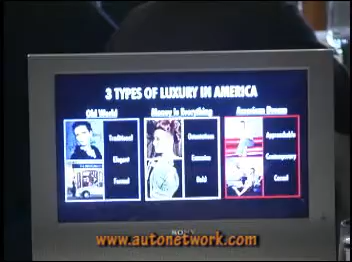 3 TYPES OF LUXURY IN AMERICA
Old World
Money Is Everything
American Dream
Traditional
Elegant
Formal
Ostentatious
Excessive
Bold
Approachable
Contemporary
Casual
SONY
www.autonetwork.com